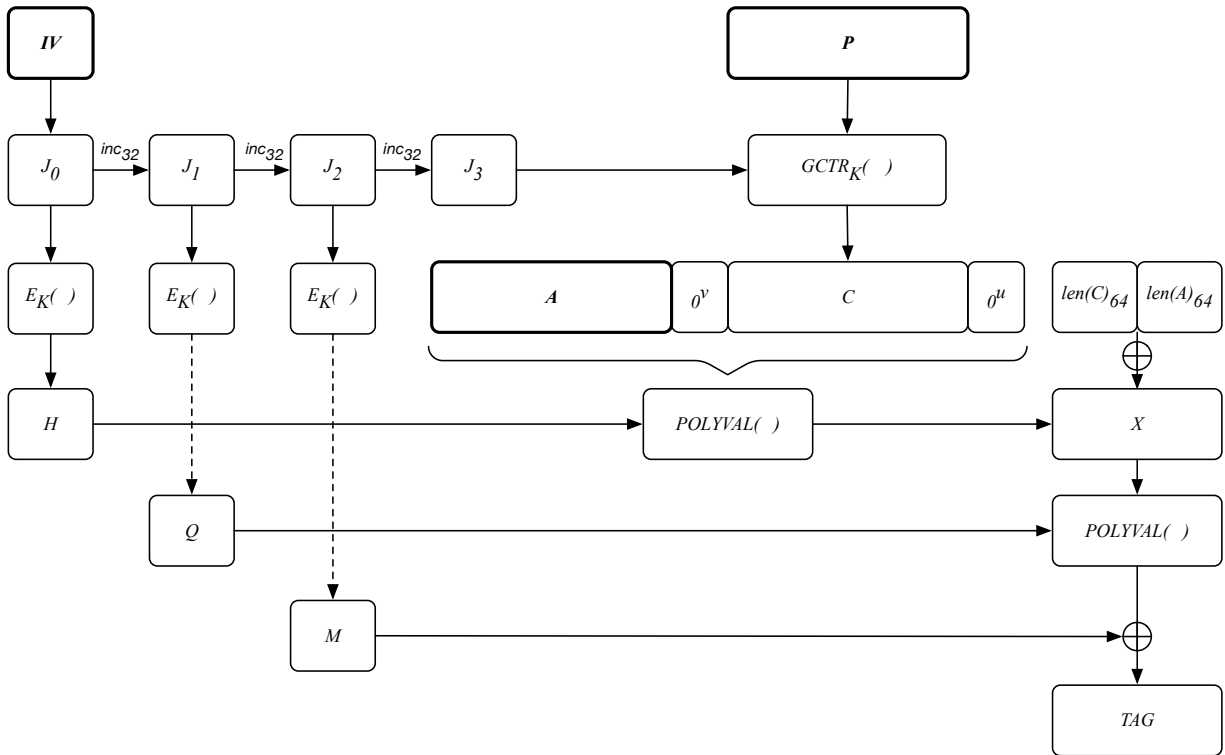 IV P
inc32 inc32 inc32
J0 J1 J2 J3 GCTRK( )
EK( ) EK( ) EK( ) A 0v C 0u len(C)64 len(A)64
H POLYVAL( ) X
Q POLYVAL( )
M
TAG